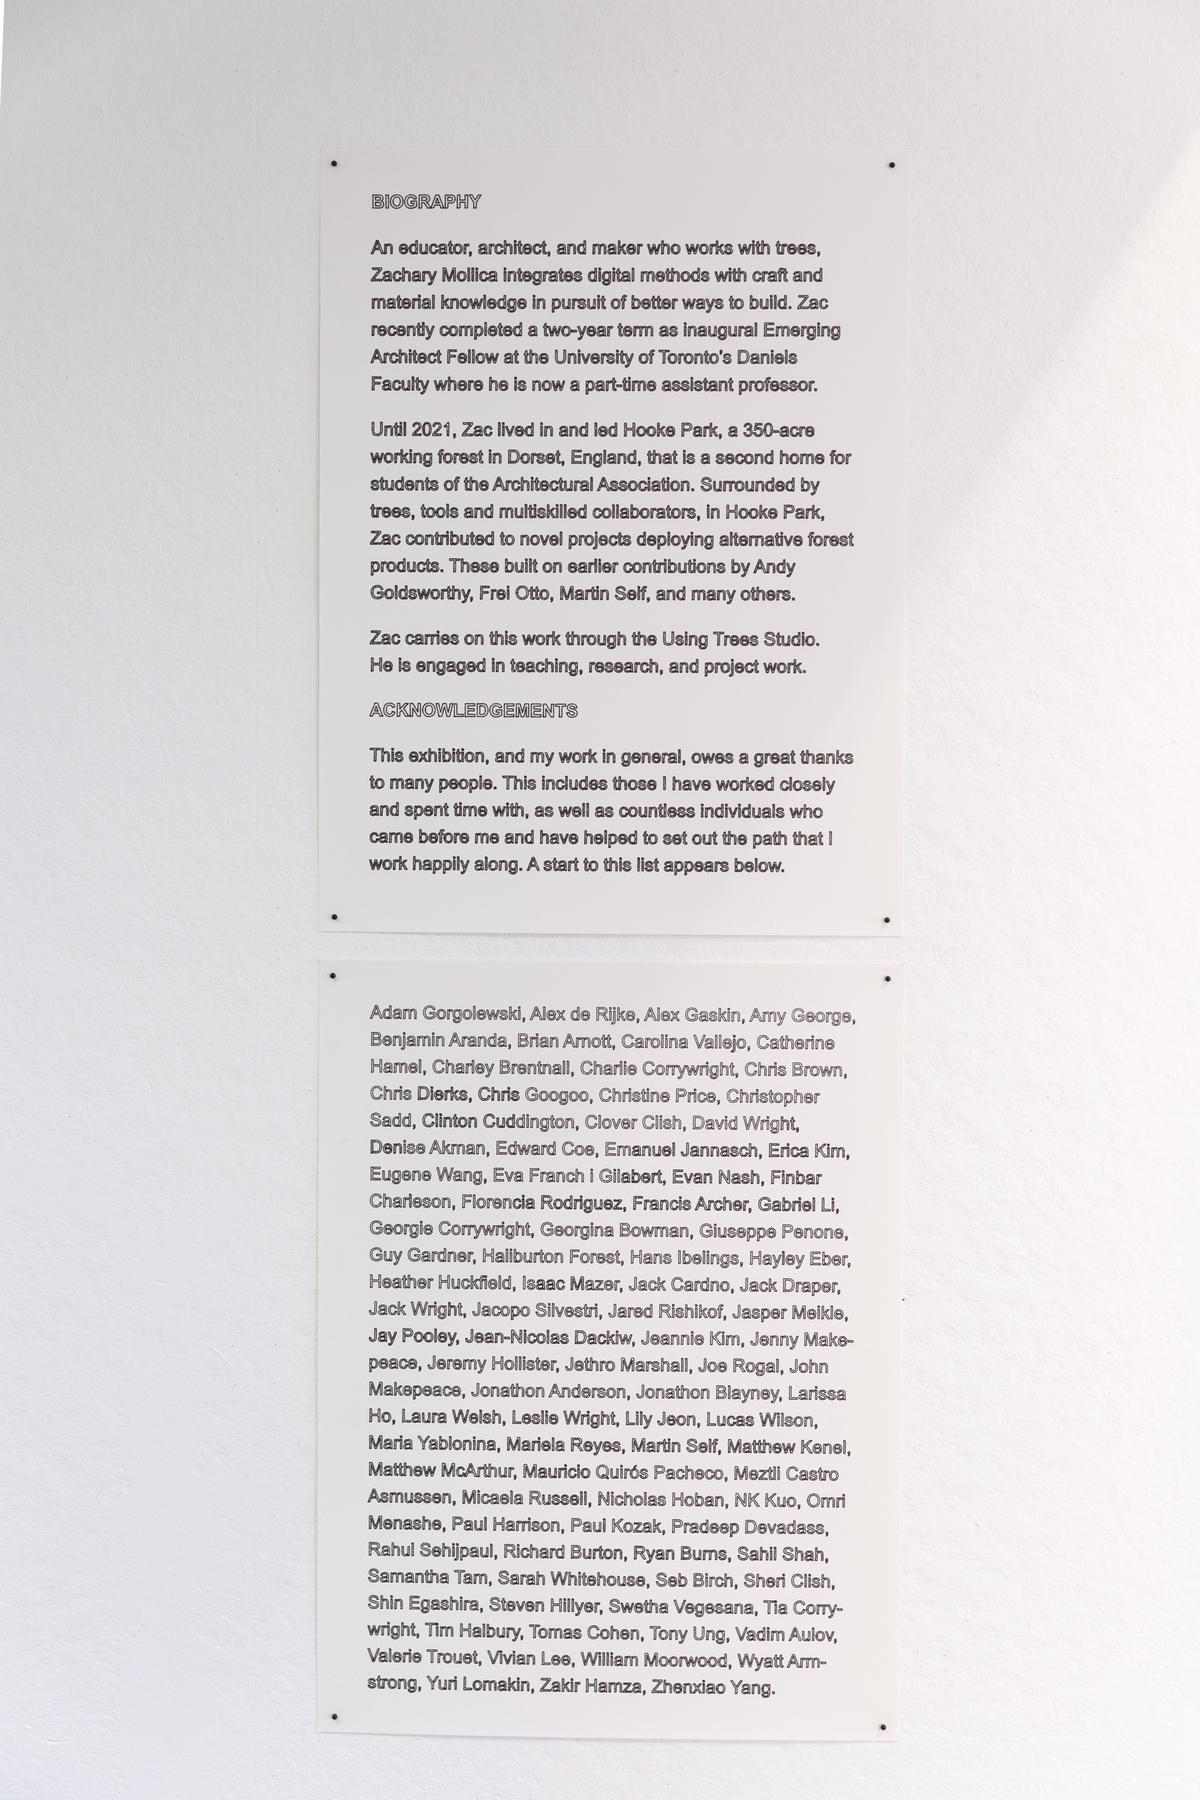 BIOGRAPHY
An educator, architect, and maker who works with trees,
Zachary Mollica integrates digital methods with craft and
material knowledge in pursuit of better ways to build. Zac
recently completed a two-year term as inaugural Emerging
Architect Fellow at the University of Toronto's Daniels
Faculty where he is now a part-time assistant professor.
Until 2021, Zac lived in and led Hooke Park, a 350-acre
working forest in Dorset, England, that is a second home for
students of the Architectural Association. Surrounded by
trees, tools and multiskilled collaborators, in Hooke Park,
Zac contributed to novel projects deploying alternative forest
products. These built on earlier contributions by Andy
Goldsworthy, Frei Otto, Martin Self, and many others.
Zac carries on this work through the Using Trees Studio.
He is engaged in teaching, research, and project work.
ACKNOWLEDGEMENTS
This exhibition, and my work in general, owes a great thanks
to many people. This includes those I have worked closely
and spent time with, as well as countless individuals who
came before me and have helped to set out the path that I
work happily along. A start to this list appears below.
Adam Gorgolewski, Alex de Rijke, Alex Gaskin, Amy George,
Benjamin Aranda, Brian Arnott, Carolina Vallejo, Catherine
Hamel, Charley Brentnall, Charlie Corrywright, Chris Brown,
Chris Dierks, Chris Googoo, Christine Price, Christopher
Sadd, Clinton Cuddington, Clover Clish, David Wright,
Denise Akman, Edward Coe, Emanuel Jannasch, Erica Kim,
Eugene Wang, Eva Franch i Gilabert, Evan Nash, Finbar
Charleson, Florencia Rodriguez, Francis Archer, Gabriel Li,
Georgie Corrywright, Georgina Bowman, Giuseppe Penone,
Guy Gardner, Haliburton Forest, Hans Ibelings, Hayley Eber,
Heather Huckfield, Isaac Mazer, Jack Cardno, Jack Draper,
Jack Wright, Jacopo Silvestri, Jared Rishikof, Jasper Meikle,
Jay Pooley, Jean-Nicolas Dackiw, Jeannie Kim, Jenny Make-
peace, Jeremy Hollister, Jethro Marshall, Joe Rogal, John
Makepeace, Jonathon Anderson, Jonathon Blayney, Larissa
Ho, Laura Welsh, Leslie Wright, Lily Jeon, Lucas Wilson,
Maria Yablonina, Mariela Reyes, Martin Self, Matthew Kenel,
Matthew McArthur, Mauricio Quirós Pacheco, Meztli Castro
Asmussen, Micaela Russell, Nicholas Hoban, NK Kuo, Omri
Menashe, Paul Harrison, Paul Kozak, Pradeep Devadass,
Rahul Sehijpaul, Richard Burton, Ryan Burns, Sahil Shah,
Samantha Tam, Sarah Whitehouse, Seb Birch, Sheri Clish,
Shin Egashira, Steven Hillyer, Swetha Vegesana, Tia Corry-
wright, Tim Halbury, Tomas Cohen, Tony Ung, Vadim Aulov,
Valerie Trouet, Vivian Lee, William Moorwood, Wyatt Arm-
strong, Yuri Lomakin, Zakir Hamza, Zhenxiao Yang.